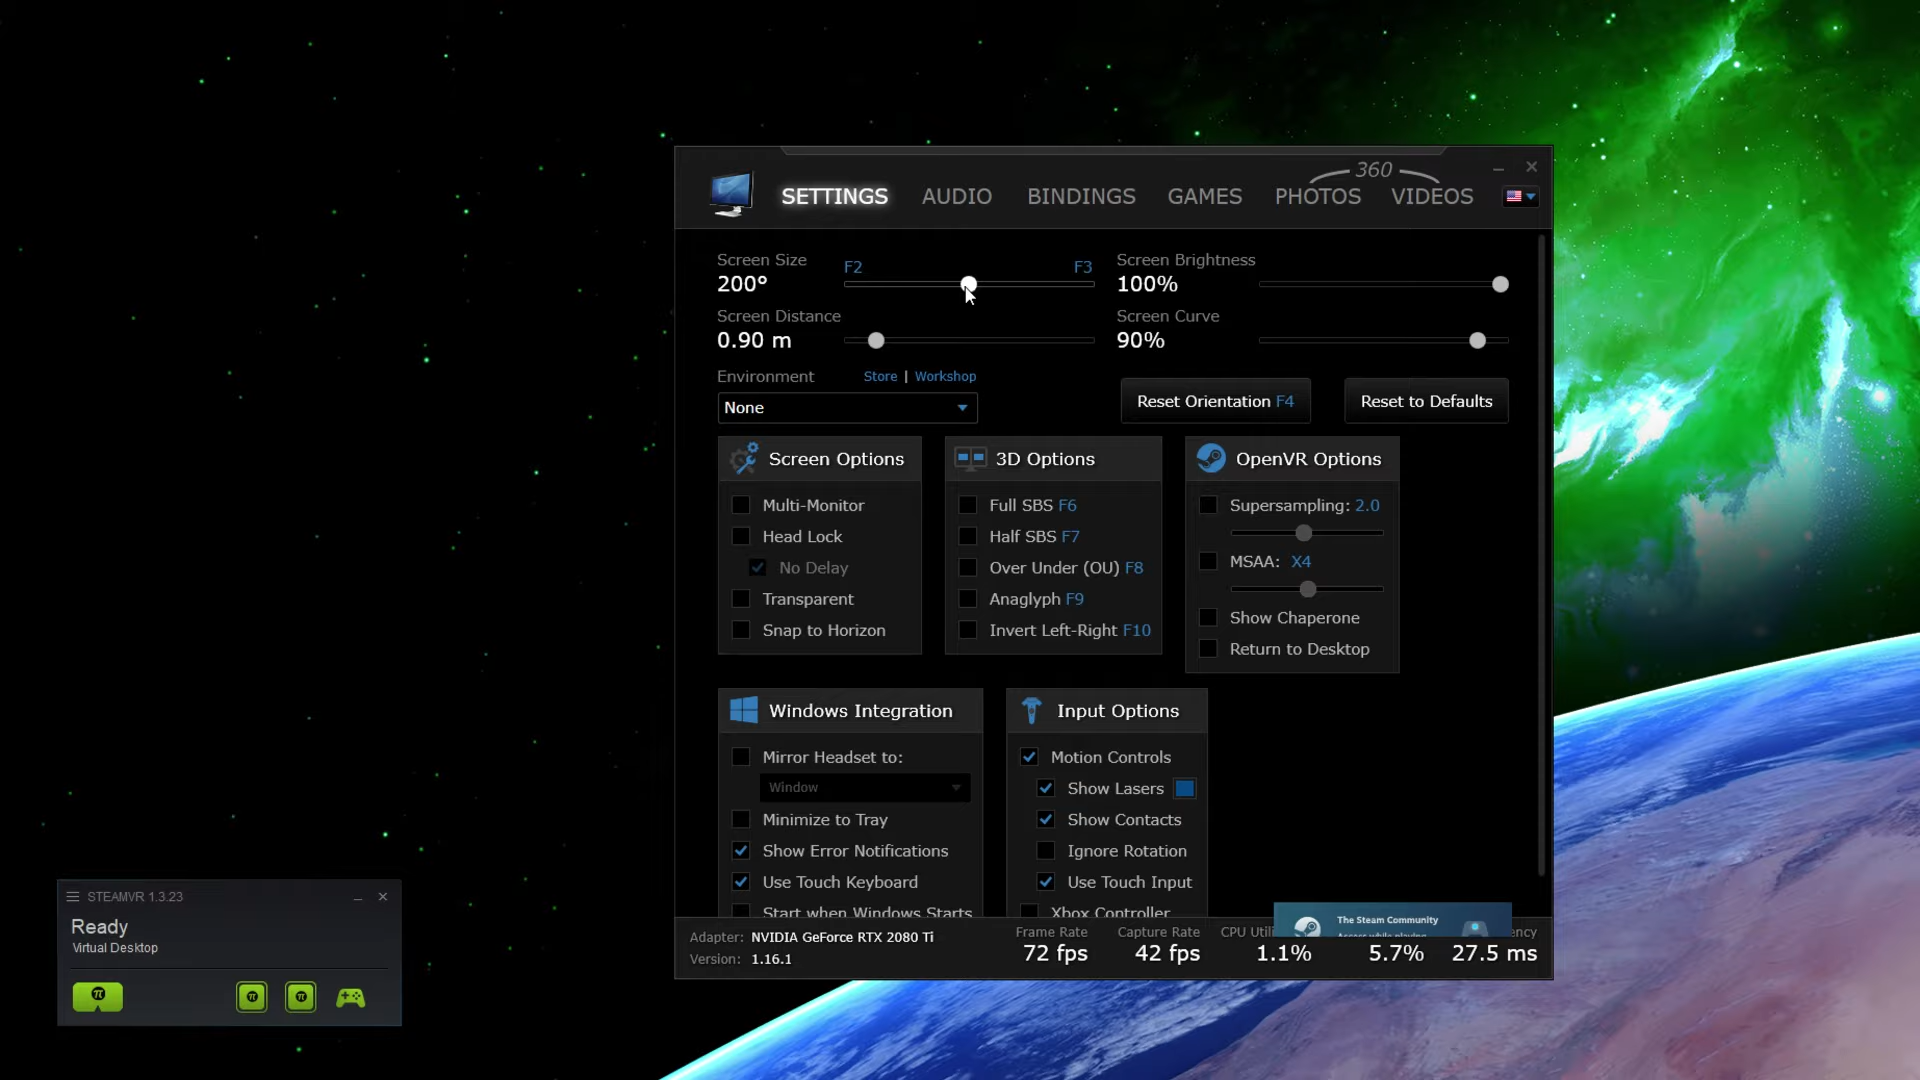 360
SETTINGS AUDIO BINDINGS GAMES PHOTOS VIDEOS
Screen Size
200°
F2 F3
Screen Brightness
100%
Screen Distance
0.90 m
Screen Curve
90%
Environment Store | Workshop
None
Reset Orientation F4
Reset to Defaults
Screen Options
Multi-Monitor
Head Lock
No Delay
Transparent
Snap to Horizon
3D Options
Full SBS F6
Half SBS F7
Over Under (OU) F8
Anaglyph F9
Invert Left-Right F10
OpenVR Options
Supersampling: 2.0
MSAA: X4
Show Chaperone
Return to Desktop
Windows Integration
Mirror Headset to:
Window
Minimize to Tray
Show Error Notifications
Use Touch Keyboard
Start when Windows Starts
Input Options
Motion Controls
Show Lasers
Show Contacts
Ignore Rotation
Use Touch Input
Xbox Controller
The Steam Community
Adapter: NVIDIA GeForce RTX 2080 Ti
Version: 1.16.1
Frame Rate
72 fps
Capture Rate
42 fps
CPU Utili
1.1%
5.7%
ency
27.5 ms
STEAMVR 1.3.23
Ready
Virtual Desktop